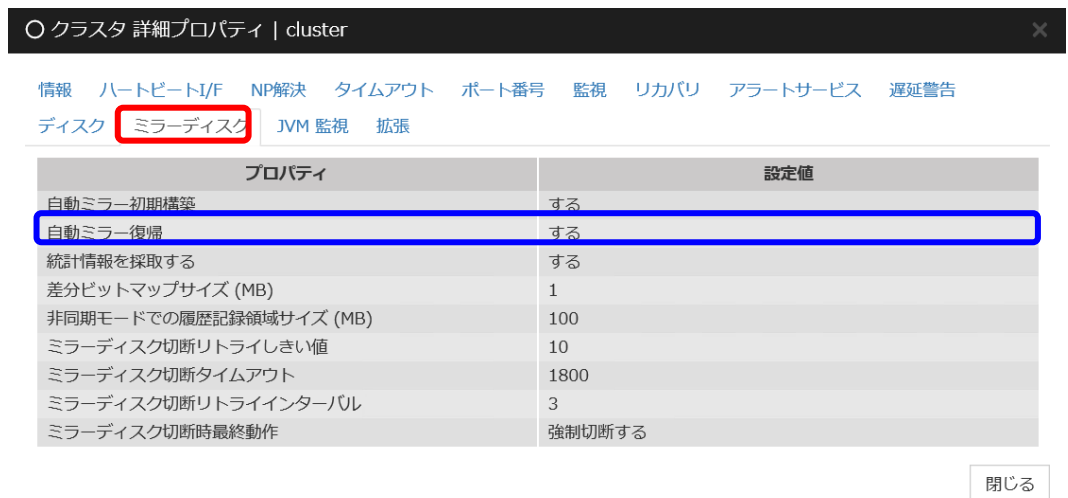 クラスタ 詳細プロパティ | cluster ×
情報 ハートビートI/F NP解決 タイムアウト ポート番号 監視 リカバリ アラートサービス 遅延警告
ディスク ミラーディスク JVM 監視 拡張
プロパティ 設定値
自動ミラー初期構築 する
自動ミラー復帰 する
統計情報を採取する する
差分ビットマップサイズ (MB) 1
非同期モードでの履歴記録領域サイズ (MB) 100
ミラーディスク切断リトライしきい値 10
ミラーディスク切断タイムアウト 1800
ミラーディスク切断リトライインターバル 3
ミラーディスク切断時最終動作 強制切断する
閉じる